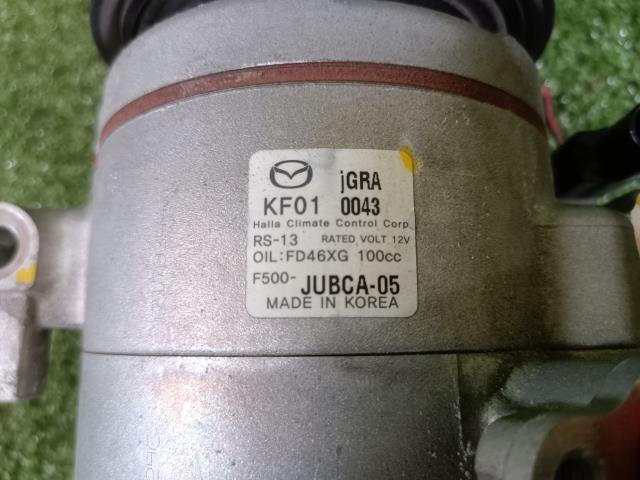 jGRA
KF01 0043
Halla Climate Control Corp
RS-13 RATED VOLT 12V
OIL:FD46XG 100cc
F500-JUBCA-05
MADE IN KOREA